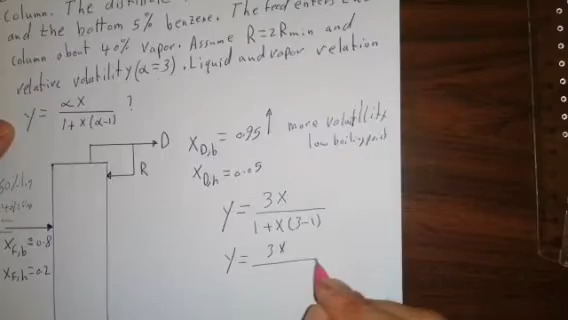 column. The
and the bottom 5% benzene. The feed enters
column about 40% vapor. Assume R=2Rmin and
relative volatility (α=3). Liquid and vapor relation
y = αx / 1+x(α-1) ?
D
R
X_D,b = 0.95 ↑ more volatility
low boiling point
X_D,h = 0.05
X_F,b = 0.8
X_F,h = 0.2
y = 3x / 1+x(3-1)
y = 3x